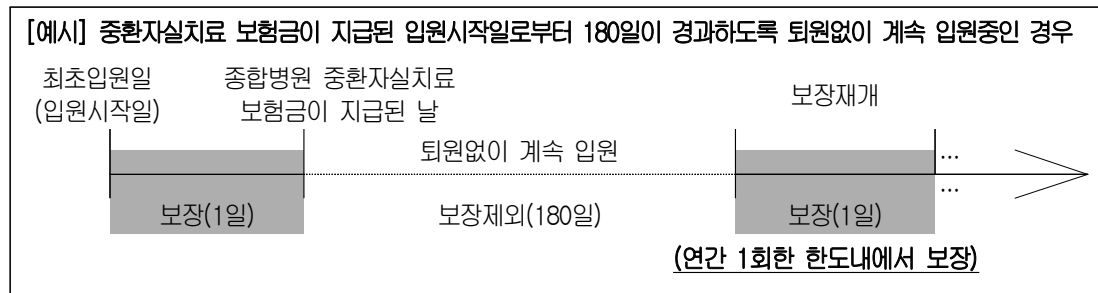 [예시] 중환자실치료 보험금이 지급된 입원시작일로부터 180일이 경과하도록 퇴원없이 계속 입원중인 경우
최초입원일
(입원시작일)
종합병원 중환자실치료
보험금이 지급된 날
보장재개
퇴원없이 계속 입원
...
...
보장(1일)
보장제외(180일)
보장(1일)
(연간 1회한 한도내에서 보장)